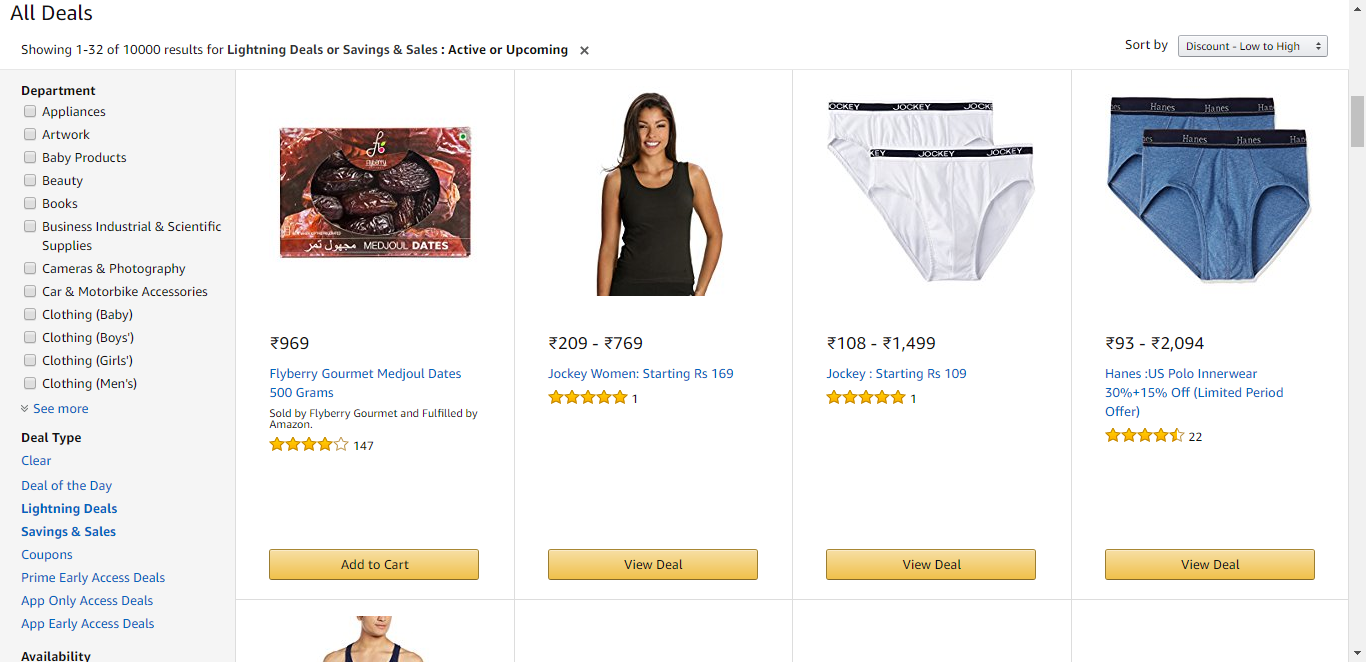 All Deals
Showing 1-32 of 10000 results for Lightning Deals or Savings & Sales : Active or Upcoming ×
Sort by Discount - Low to High
Department
Appliances
Artwork
Baby Products
Beauty
Books
Business Industrial & Scientific
Supplies
Cameras & Photography
Car & Motorbike Accessories
Clothing (Baby)
Clothing (Boys')
Clothing (Girls')
Clothing (Men's)
See more
Deal Type
Clear
Deal of the Day
Lightning Deals
Savings & Sales
Coupons
Prime Early Access Deals
App Only Access Deals
App Early Access Deals
Availability
Flyberry
مجهول تمر MEDJOUL DATES
₹969
Flyberry Gourmet Medjoul Dates
500 Grams
Sold by Flyberry Gourmet and Fulfilled by
Amazon.
147
Add to Cart
₹209 - ₹769
Jockey Women: Starting Rs 169
1
View Deal
JOCKEY JOCKEY JOCK
KEY JOCKEY JOCKEY
₹108 - ₹1,499
Jockey : Starting Rs 109
1
View Deal
nes Hanes Hanes Han
nes Hanes Hanes Hanes
₹93 - ₹2,094
Hanes :US Polo Innerwear
30%+15% Off (Limited Period
Offer)
22
View Deal